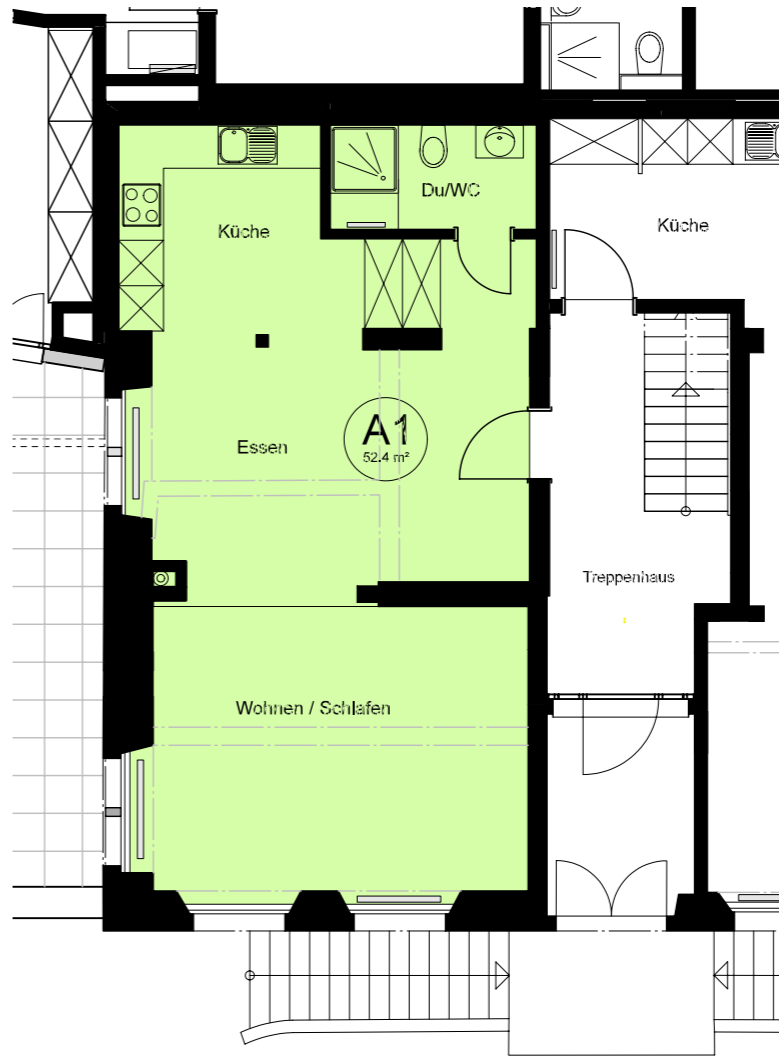 Du/WC
Küche
Küche
A1
52.4 m²
Essen
Treppenhaus
Wohnen / Schlafen